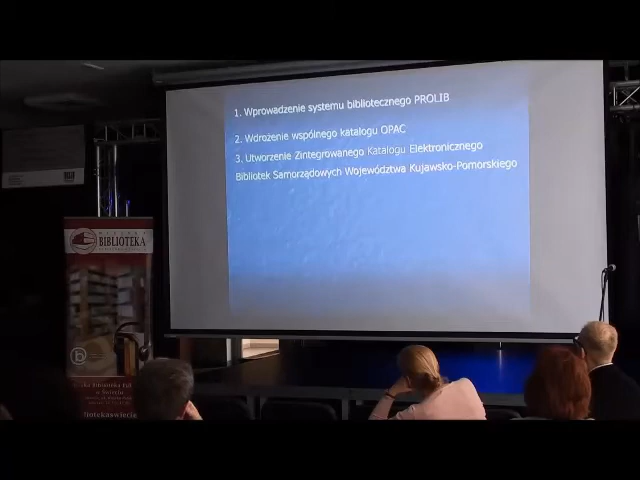 1. Wprowadzenie systemu bibliotecznego PROLIB
2. Wdrożenie wspólnego katalogu OPAC
3. Utworzenie Zintegrowanego Katalogu Elektronicznego
Bibliotek Samorządowych Województwa Kujawsko-Pomorskiego
BIBLIOTEKA
w Świeciu